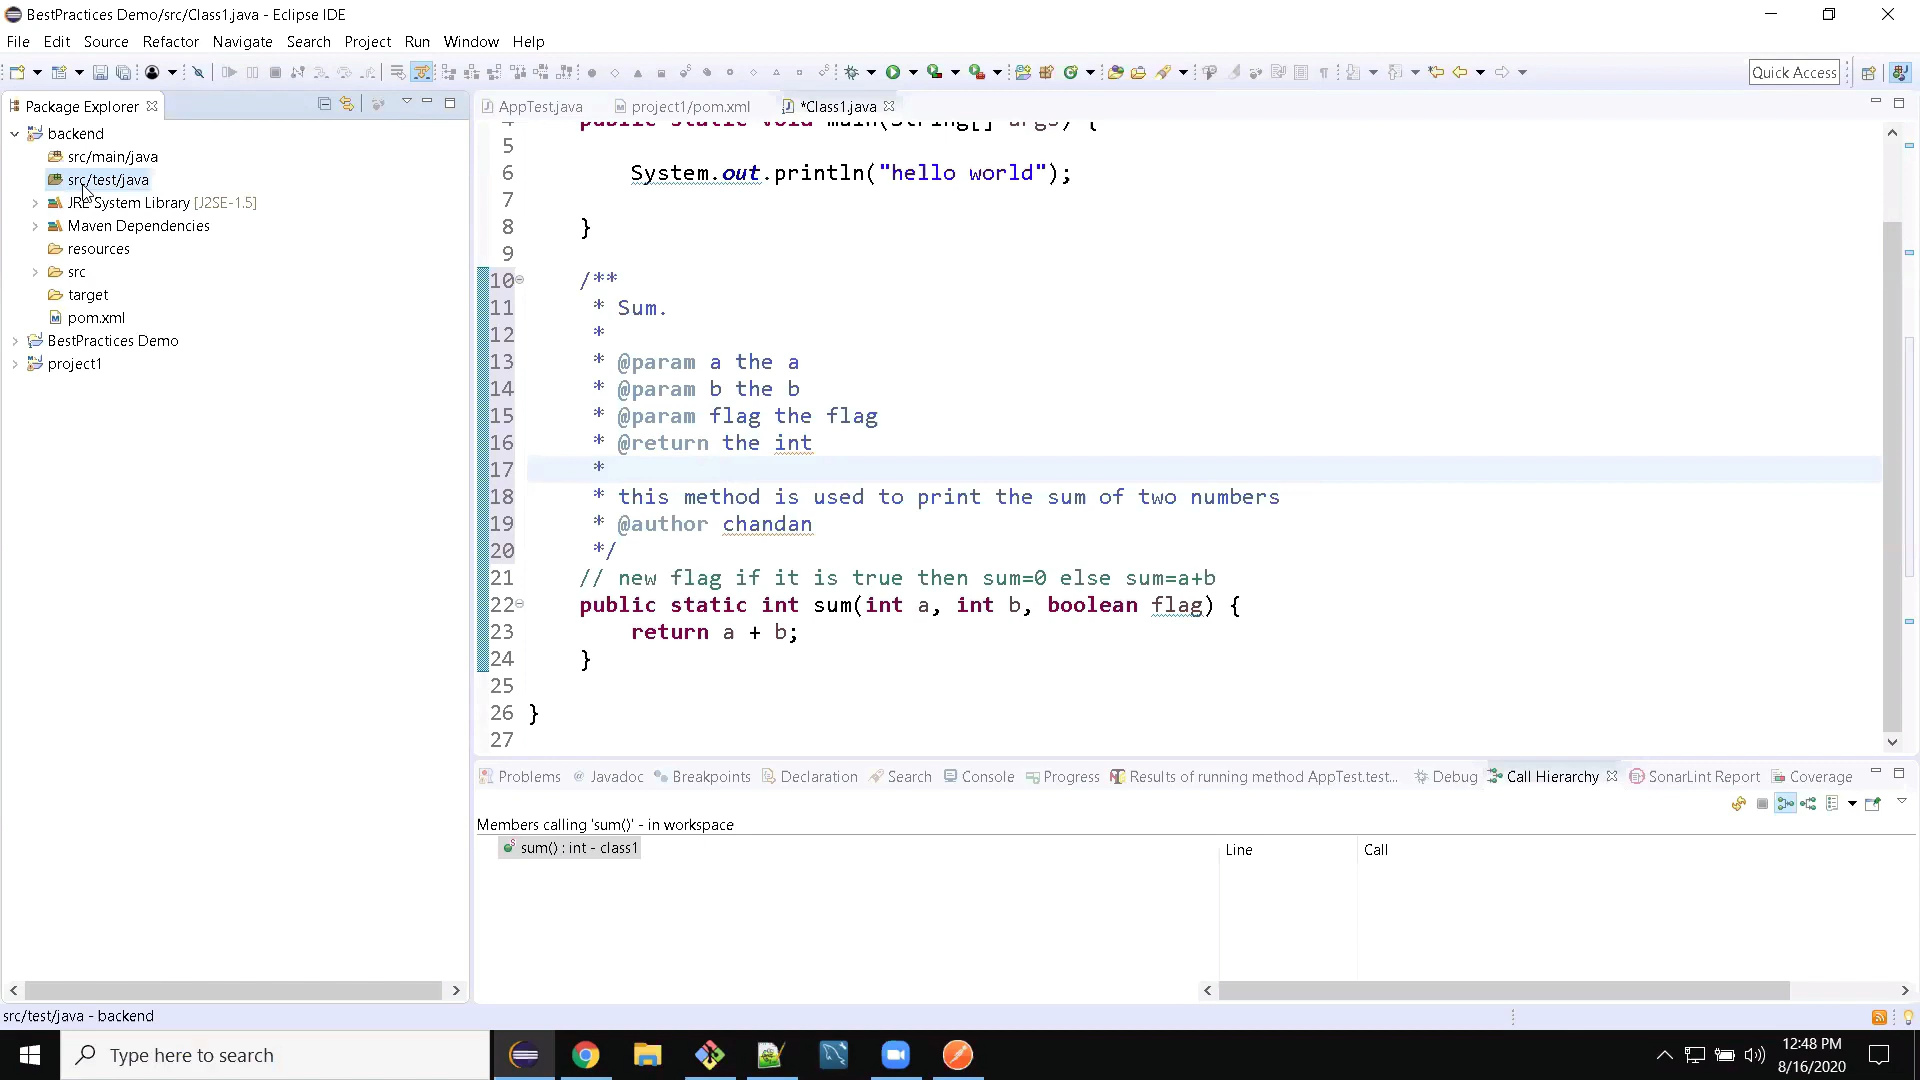 BestPractices Demo/src/Class1.java - Eclipse IDE
File Edit Source Refactor Navigate Search Project Run Window Help
Quick Access
Package Explorer
backend
src/main/java
src/test/java
JRE System Library [J2SE-1.5]
Maven Dependencies
resources
src
target
pom.xml
BestPractices Demo
project1
AppTest.java project1/pom.xml *Class1.java
4 public static void main(String[] args) {
5
6 System.out.println("hello world");
7
8 }
9
10 /**
11 * Sum.
12 *
13 * @param a the a
14 * @param b the b
15 * @param flag the flag
16 * @return the int
17 *
18 * this method is used to print the sum of two numbers
19 * @author chandan
20 */
21 // new flag if it is true then sum=0 else sum=a+b
22 public static int sum(int a, int b, boolean flag) {
23 return a + b;
24 }
25
26 }
27
Problems Javadoc Breakpoints Declaration Search Console Progress Results of running method AppTest.test... Debug Call Hierarchy SonarLint Report Coverage
Members calling 'sum()' - in workspace
sum() : int - class1
Line Call
src/test/java - backend
Type here to search
12:48 PM
8/16/2020